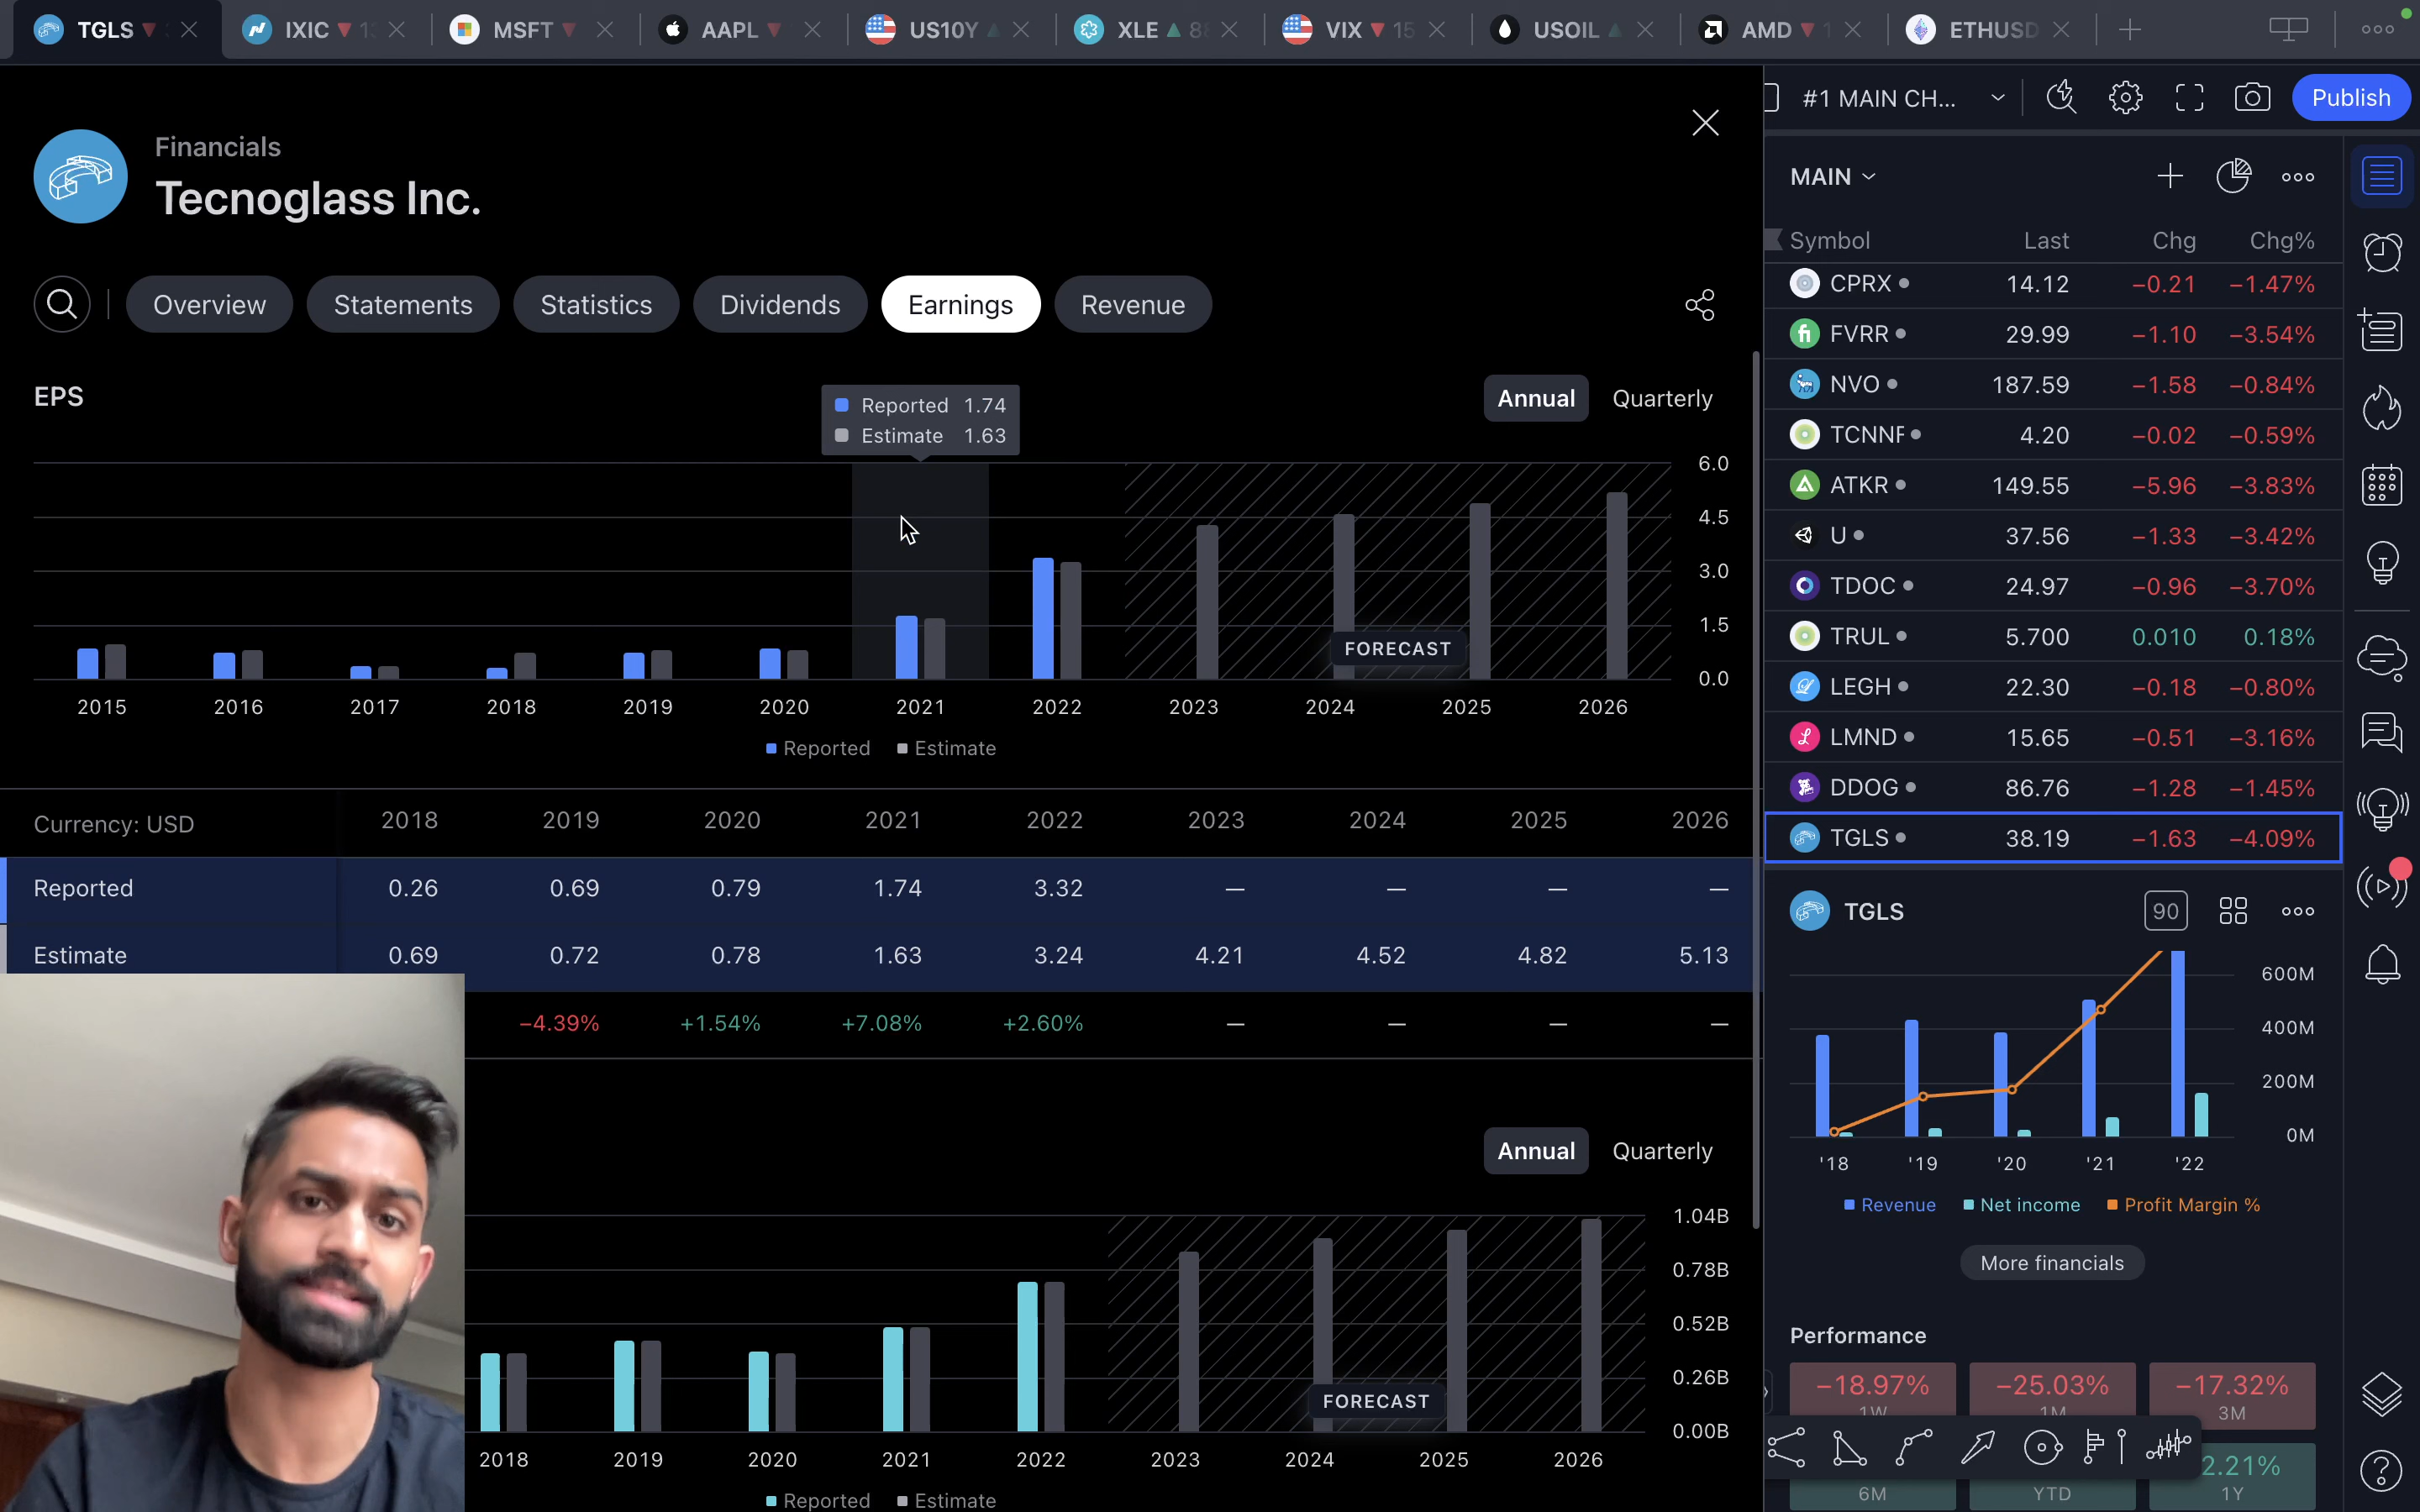 TGLS
IXIC
MSFT
AAPL
US10Y
XLE
VIX
USOIL
AMD
ETHUSD
#1 MAIN CH...
Publish
Financials
Tecnoglass Inc.
Overview
Statements
Statistics
Dividends
Earnings
Revenue
EPS
Reported 1.74
Estimate 1.63
Annual
Quarterly
6.0
4.5
3.0
1.5
0.0
FORECAST
2015 2016 2017 2018 2019 2020 2021 2022 2023 2024 2025 2026
Reported Estimate
Currency: USD 2018 2019 2020 2021 2022 2023 2024 2025 2026
Reported 0.26 0.69 0.79 1.74 3.32 — — — —
Estimate 0.69 0.72 0.78 1.63 3.24 4.21 4.52 4.82 5.13
−4.39% +1.54% +7.08% +2.60% — — — —
Annual
Quarterly
1.04B
0.78B
0.52B
0.26B
0.00B
FORECAST
2018 2019 2020 2021 2022 2023 2024 2025 2026
Reported Estimate
MAIN
Symbol Last Chg Chg%
CPRX 14.12 −0.21 −1.47%
FVRR 29.99 −1.10 −3.54%
NVO 187.59 −1.58 −0.84%
TCNNF 4.20 −0.02 −0.59%
ATKR 149.55 −5.96 −3.83%
U 37.56 −1.33 −3.42%
TDOC 24.97 −0.96 −3.70%
TRUL 5.700 0.010 0.18%
LEGH 22.30 −0.18 −0.80%
LMND 15.65 −0.51 −3.16%
DDOG 86.76 −1.28 −1.45%
TGLS 38.19 −1.63 −4.09%
TGLS
90
600M
400M
200M
0M
'18 '19 '20 '21 '22
Revenue Net income Profit Margin %
More financials
Performance
−18.97% −25.03% −17.32%
1W 1M 3M
2.21%
6M YTD 1Y